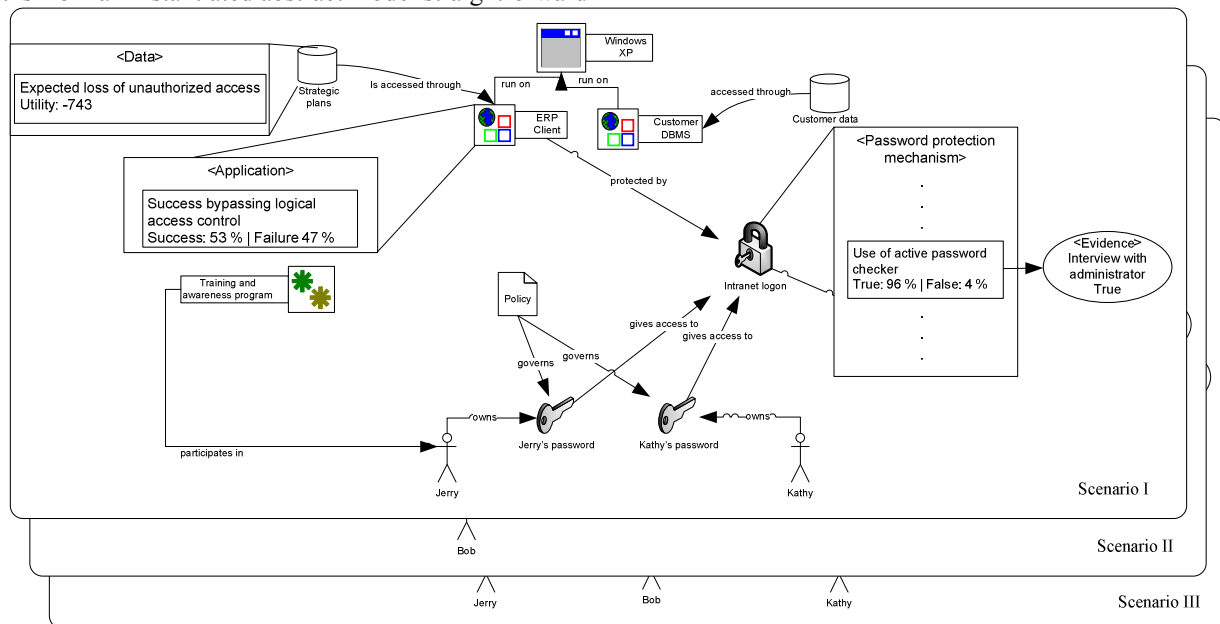 <Data>
Expected loss of unauthorized access
Utility: -743
Strategic
plans
Is accessed through
run on
run on
Windows
XP
ERP
Client
Customer
DBMS
accessed through
Customer data
<Application>
Success bypassing logical
access control
Success: 53 % | Failure 47 %
protected by
<Password protection
mechanism>
.
.
.
Use of active password
checker
True: 96 % | False: 4 %
.
.
.
<Evidence>
Interview with
administrator
True
Training and
awareness program
Policy
Intranet logon
gives access to
gives access to
governs
governs
owns
owns
Jerry's password
Kathy's password
participates in
Jerry
Kathy
Scenario I
Bob
Scenario II
Jerry
Bob
Kathy
Scenario III